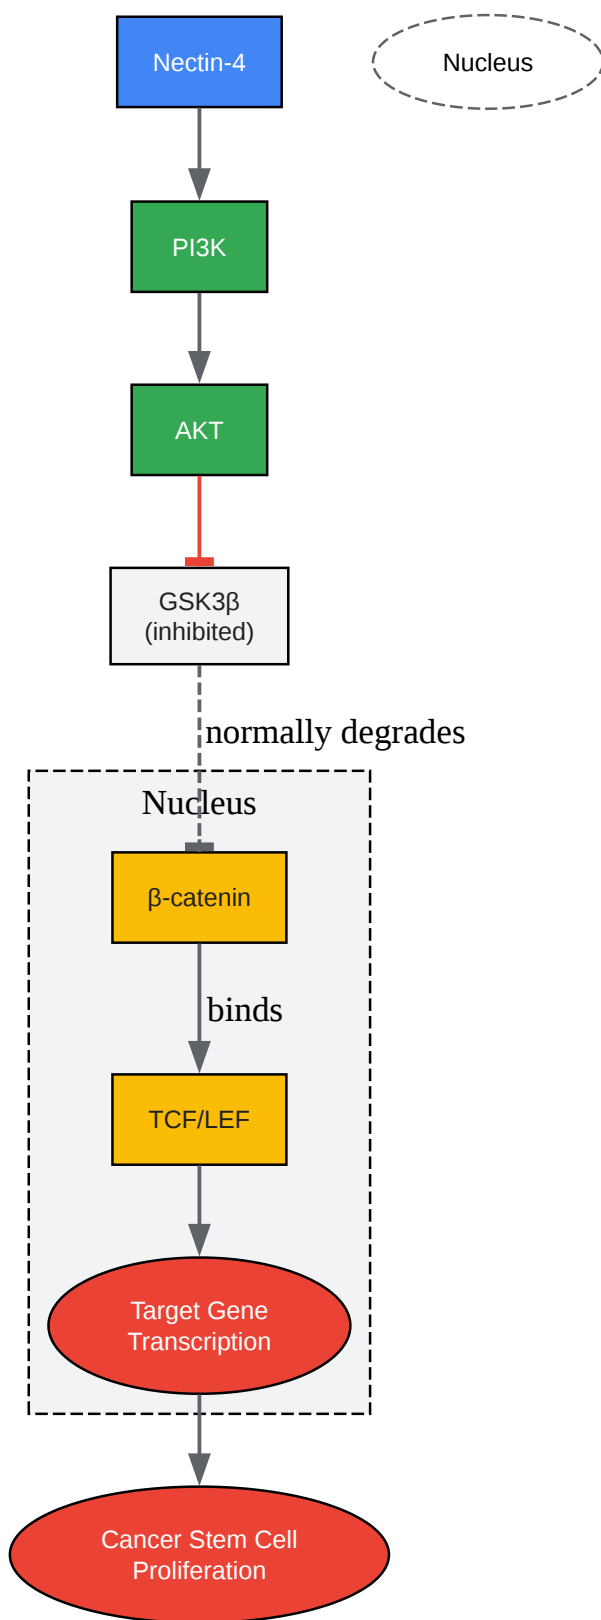 Nectin-4
Nucleus
PI3K
AKT
GSK3β
(inhibited)
normally degrades
Nucleus
β-catenin
binds
TCF/LEF
Target Gene
Transcription
Cancer Stem Cell
Proliferation